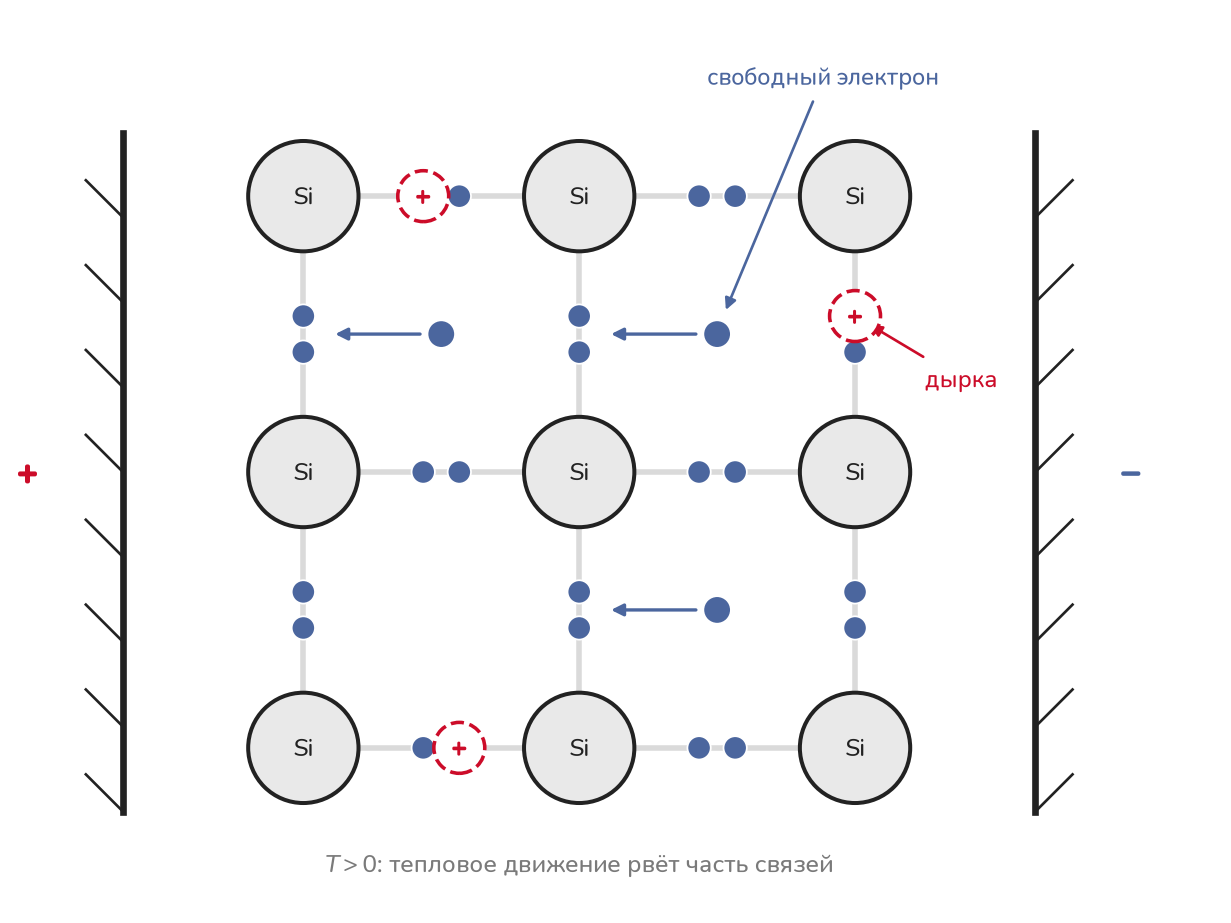 свободный электрон
Si + Si Si
+
дырка
+ Si Si Si −
Si + Si Si
T > 0: тепловое движение рвёт часть связей